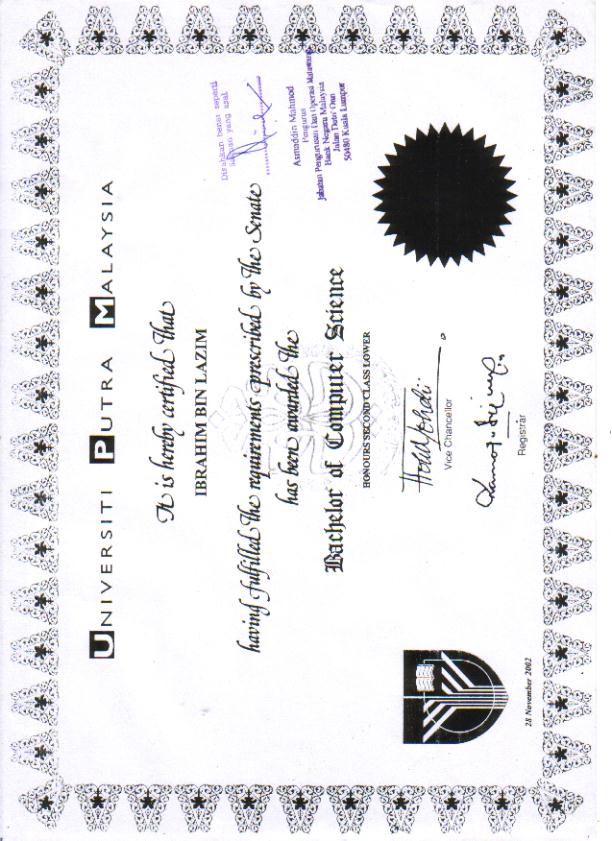 UNIVERSITI PUTRA MALAYSIA
It is hereby certified that
IBRAHIM BIN LAZIM
having fulfilled the requirements prescribed by the Senate
has been awarded the
Bachelor of Computer Science
HONOURS SECOND CLASS LOWER
Vice Chancellor
Registrar
28 November 2002
Disahkan benar seperti
yang asal
Asmuddin Mahmod
Pengurus
Jabatan Pengurusan Dan Operasi Matawang
Bank Negara Malaysia
Jalan Dato' Onn
50480 Kuala Lumpur